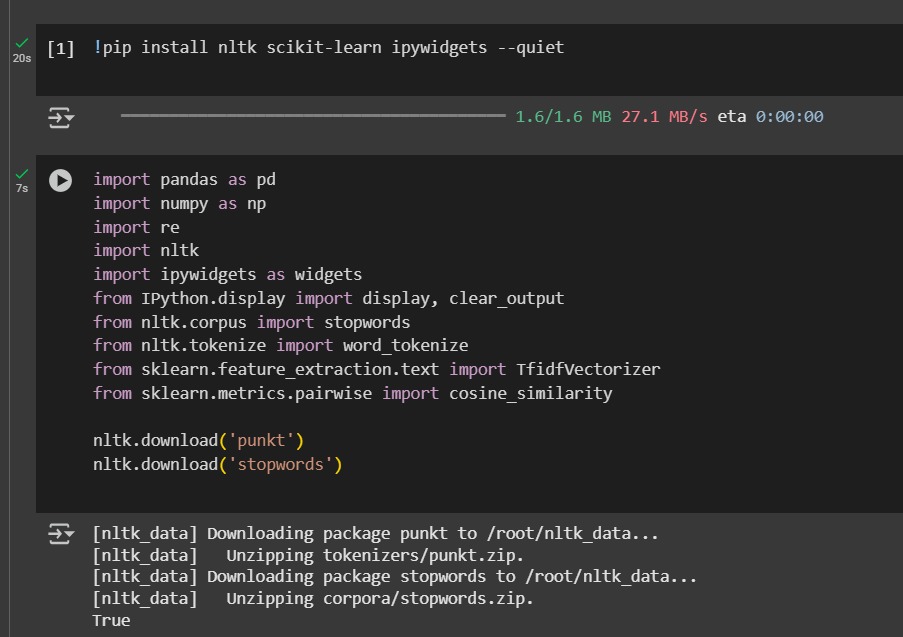 20s
[1] !pip install nltk scikit-learn ipywidgets --quiet
1.6/1.6 MB 27.1 MB/s eta 0:00:00
7s
import pandas as pd
import numpy as np
import re
import nltk
import ipywidgets as widgets
from IPython.display import display, clear_output
from nltk.corpus import stopwords
from nltk.tokenize import word_tokenize
from sklearn.feature_extraction.text import TfidfVectorizer
from sklearn.metrics.pairwise import cosine_similarity

nltk.download('punkt')
nltk.download('stopwords')
[nltk_data] Downloading package punkt to /root/nltk_data...
[nltk_data]   Unzipping tokenizers/punkt.zip.
[nltk_data] Downloading package stopwords to /root/nltk_data...
[nltk_data]   Unzipping corpora/stopwords.zip.
True